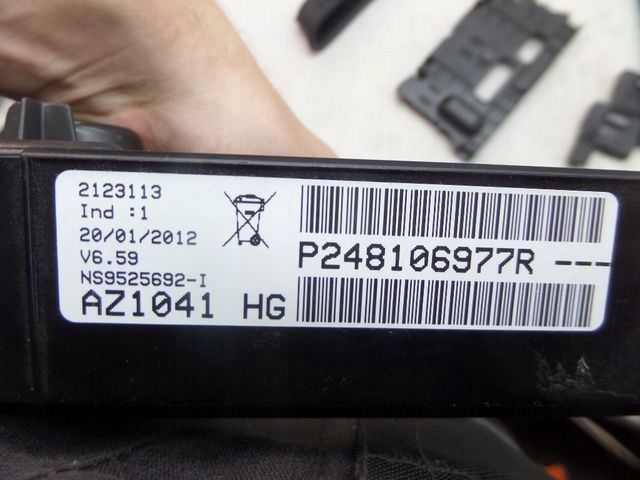 2123113
Ind :1
20/01/2012
V6.59
NS9525692-I
AZ1041 HG
P248106977R ---